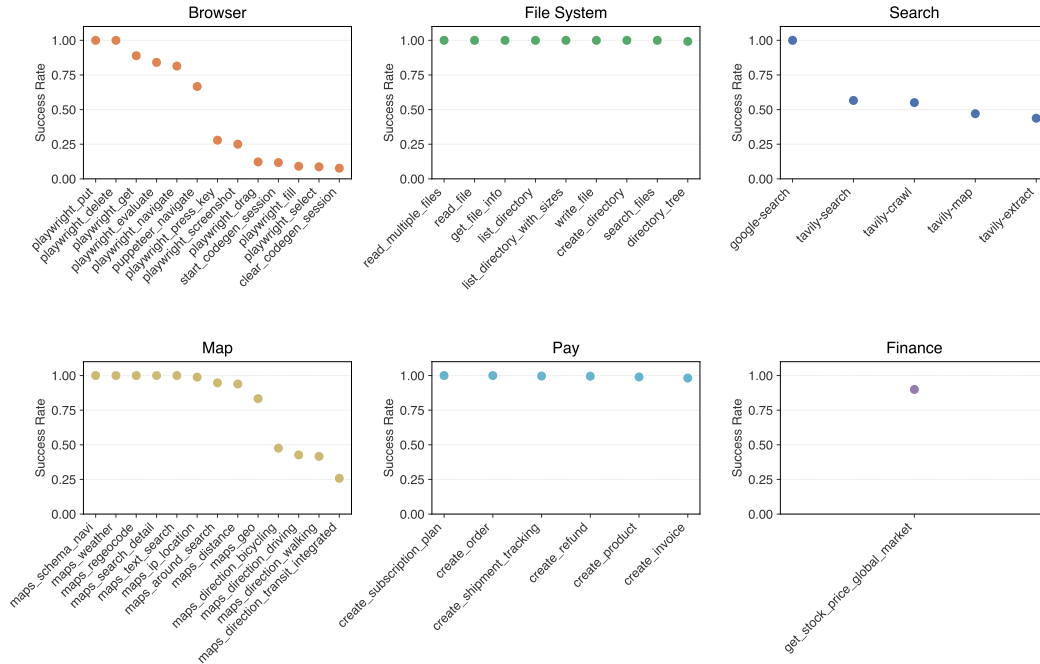 Browser
Success Rate
1.00
0.75
0.50
0.25
0.00
playwright_put
playwright_delete
playwright_get
playwright_evaluate
playwright_navigate
puppeteer_navigate
playwright_press_key
playwright_screenshot
playwright_drag
start_codegen_session
playwright_fill
playwright_select
clear_codegen_session
File System
Success Rate
1.00
0.75
0.50
0.25
0.00
read_multiple_files
read_file
get_file_info
list_directory
list_directory_with_sizes
write_file
create_directory
search_files
directory_tree
Search
Success Rate
1.00
0.75
0.50
0.25
0.00
google-search
tavily-search
tavily-crawl
tavily-map
tavily-extract
Map
Success Rate
1.00
0.75
0.50
0.25
0.00
maps_schema_navi
maps_weather
maps_regeocode
maps_search_detail
maps_text_search
maps_ip_location
maps_around_search
maps_distance
maps_geo
maps_direction_bicycling
maps_direction_driving
maps_direction_walking
maps_direction_transit_integrated
Pay
Success Rate
1.00
0.75
0.50
0.25
0.00
create_subscription_plan
create_order
create_shipment_tracking
create_refund
create_product
create_invoice
Finance
Success Rate
1.00
0.75
0.50
0.25
0.00
get_stock_price_global_market